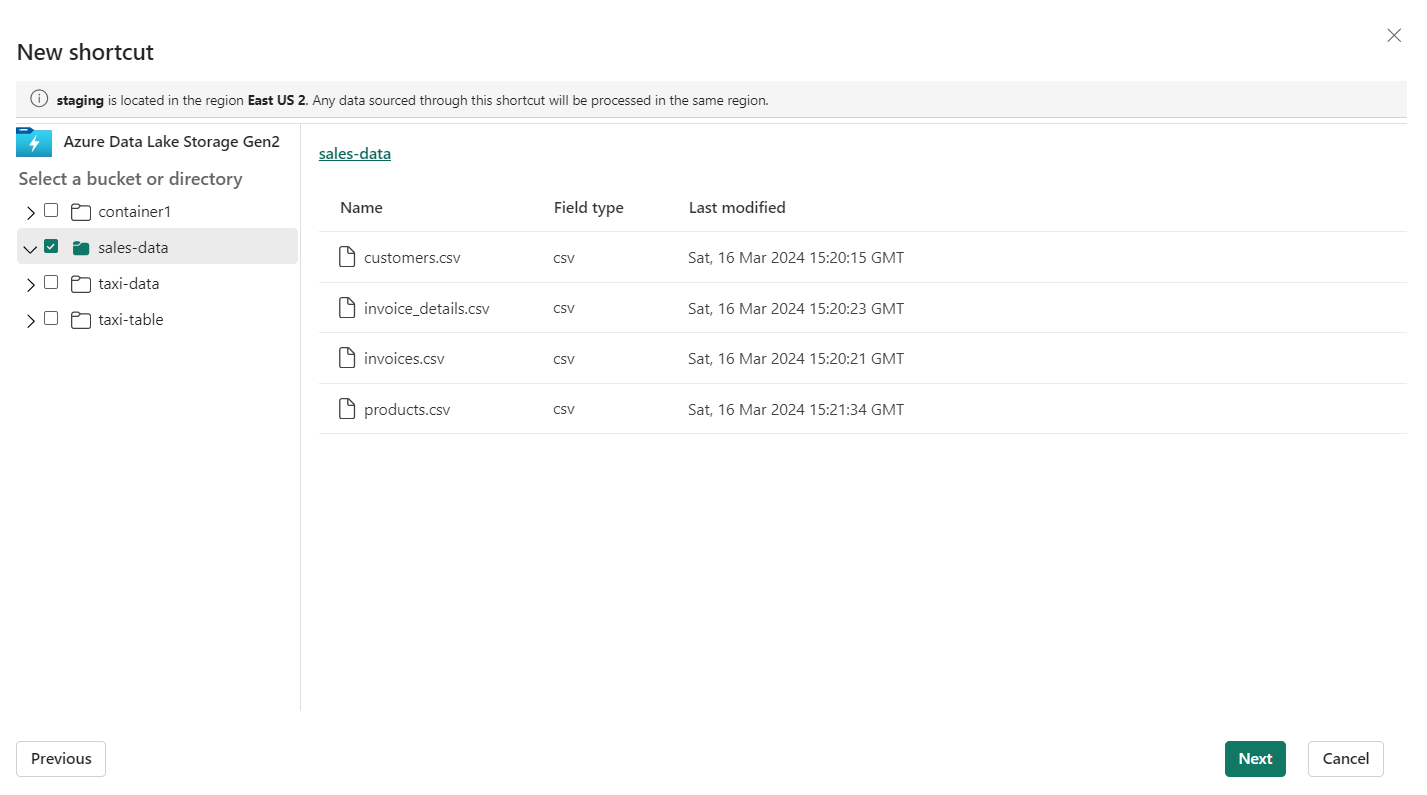 New shortcut
staging is located in the region East US 2. Any data sourced through this shortcut will be processed in the same region.
Azure Data Lake Storage Gen2
Select a bucket or directory
container1
sales-data
taxi-data
taxi-table
sales-data
Name Field type Last modified
customers.csv csv Sat, 16 Mar 2024 15:20:15 GMT
invoice_details.csv csv Sat, 16 Mar 2024 15:20:23 GMT
invoices.csv csv Sat, 16 Mar 2024 15:20:21 GMT
products.csv csv Sat, 16 Mar 2024 15:21:34 GMT
Previous Next Cancel